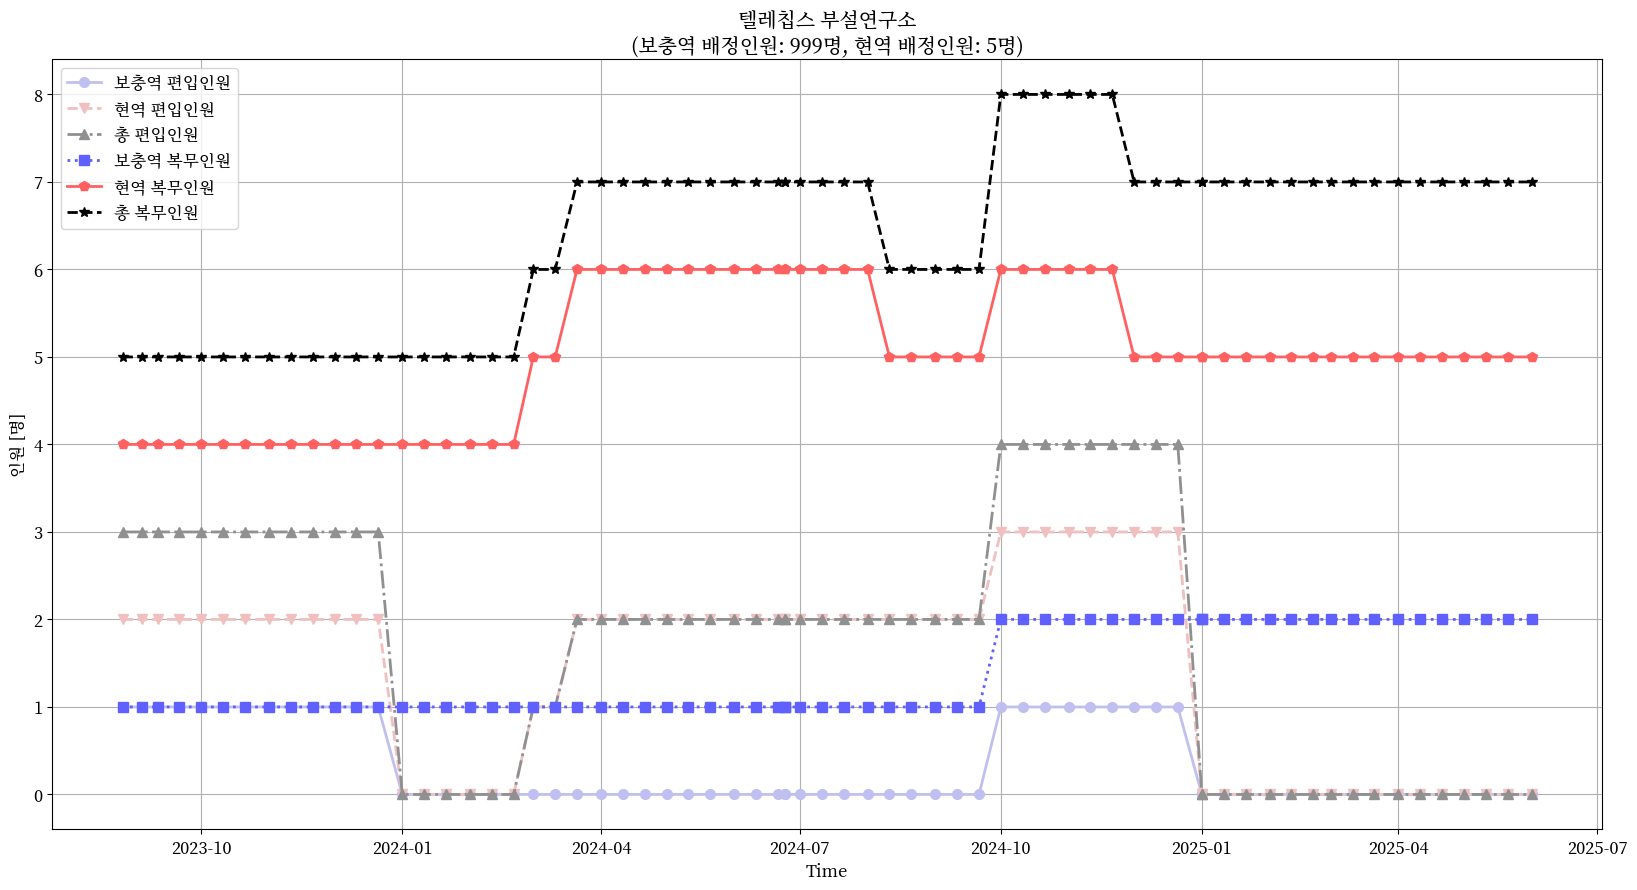 텔레칩스 부설연구소
(보충역 배정인원: 999명, 현역 배정인원: 5명)
보충역 편입인원
현역 편입인원
총 편입인원
보충역 복무인원
현역 복무인원
총 복무인원
인원 [명]
8
7
6
5
4
3
2
1
0
2023-10
2024-01
2024-04
2024-07
2024-10
2025-01
2025-04
2025-07
Time